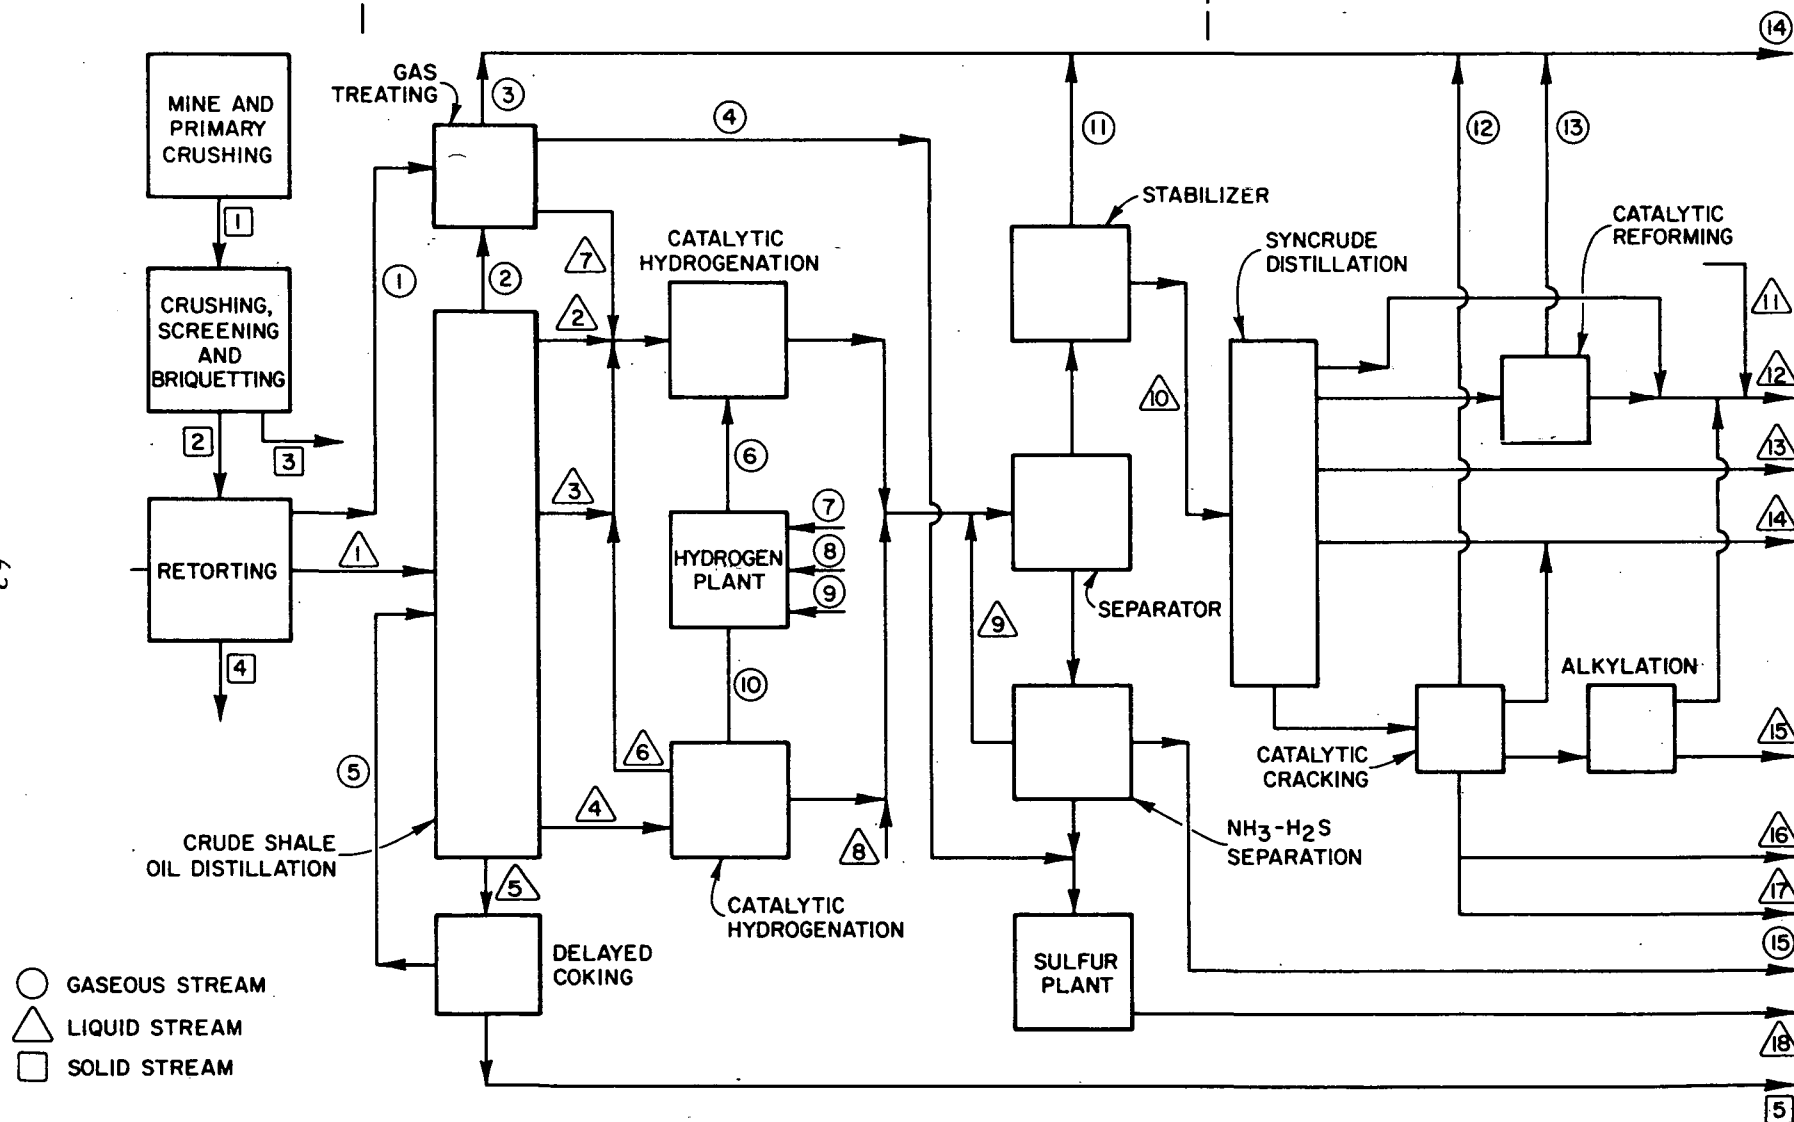 14
GAS
TREATING
3
MINE AND
PRIMARY
CRUSHING
4
11
12
13
1
STABILIZER
CATALYTIC
REFORMING
SYNCRUDE
DISTILLATION
CATALYTIC
HYDROGENATION
7
2
1
11
CRUSHING,
SCREENING
AND
BRIQUETTING
2
10
12
2
3
6
3
13
7
14
RETORTING
1
HYDROGEN
PLANT
8
9
SEPARATOR
9
4
10
ALKYLATION
5
6
15
CATALYTIC
CRACKING
4
CRUDE SHALE
OIL DISTILLATION
8
NH3-H2S
SEPARATION
16
5
17
CATALYTIC
HYDROGENATION
15
DELAYED
COKING
SULFUR
PLANT
GASEOUS STREAM
LIQUID STREAM
18
SOLID STREAM
5